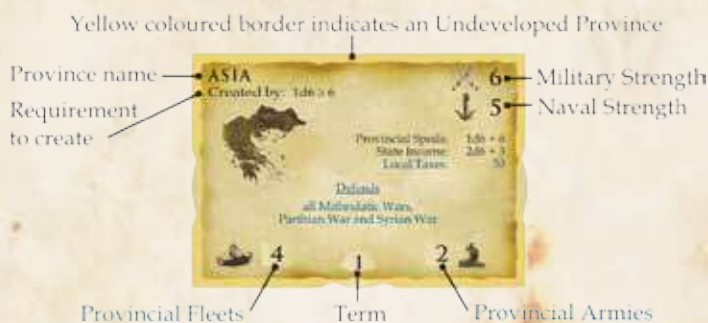 Yellow coloured border indicates an Undeveloped Province
Province name
ASIA
6
Military Strength
Requirement to create
Created by: 1d6 ≥ 6
5
Naval Strength
Provincial Spoils: 1d6 + 6
State Income: 2d6 + 3
Local Taxes: 50
Defends
all Mithridatic Wars,
Parthian War and Syrian War
4
1
2
Provincial Fleets
Term
Provincial Armies